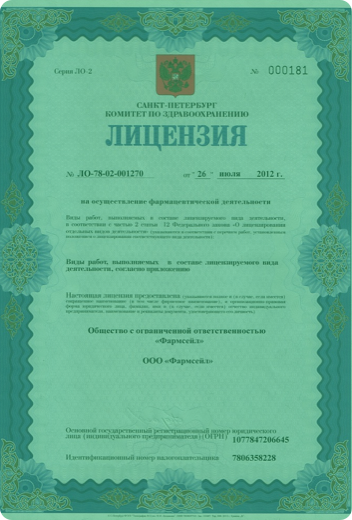 Серия ЛО-2 № 000181
САНКТ-ПЕТЕРБУРГ
КОМИТЕТ ПО ЗДРАВООХРАНЕНИЮ
ЛИЦЕНЗИЯ
№ ЛО-78-02-001270 от « 26 » июля 2012 г.
на осуществление фармацевтической деятельности
Виды работ, выполняемых в составе лицензируемого вида деятельности,
в соответствии с частью 2 статьи 12 Федерального закона «О лицензировании
отдельных видов деятельности»
Виды работ, выполняемых в составе лицензируемого вида
деятельности, согласно приложению
Настоящая лицензия предоставлена
Общество с ограниченной ответственностью
«Фармсейл»
ООО «Фармсейл»
Основной государственный регистрационный номер юридического
лица (индивидуального предпринимателя) (ОГРН) 1077847206645
Идентификационный номер налогоплательщика 7806358228